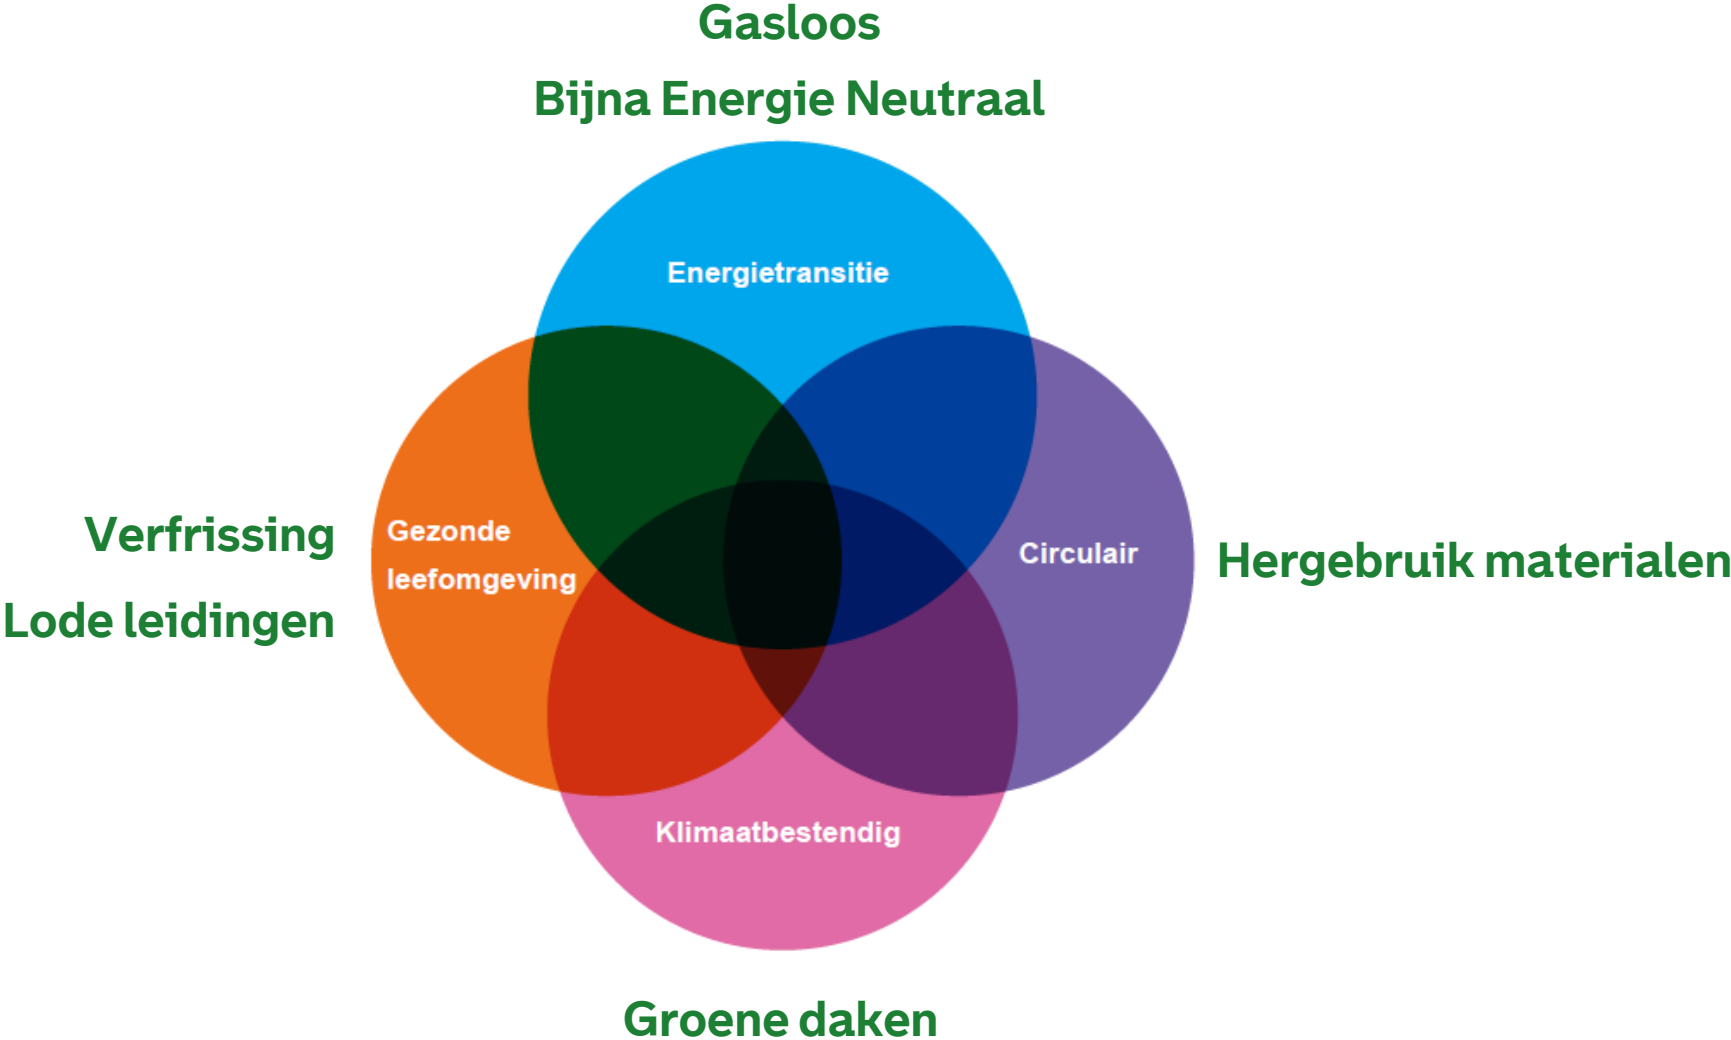 Gasloos
Bijna Energie Neutraal
Energietransitie
Verfrissing
Lode leidingen
Gezonde
leefomgeving
Circulair
Hergebruik materialen
Klimaatbestendig
Groene daken